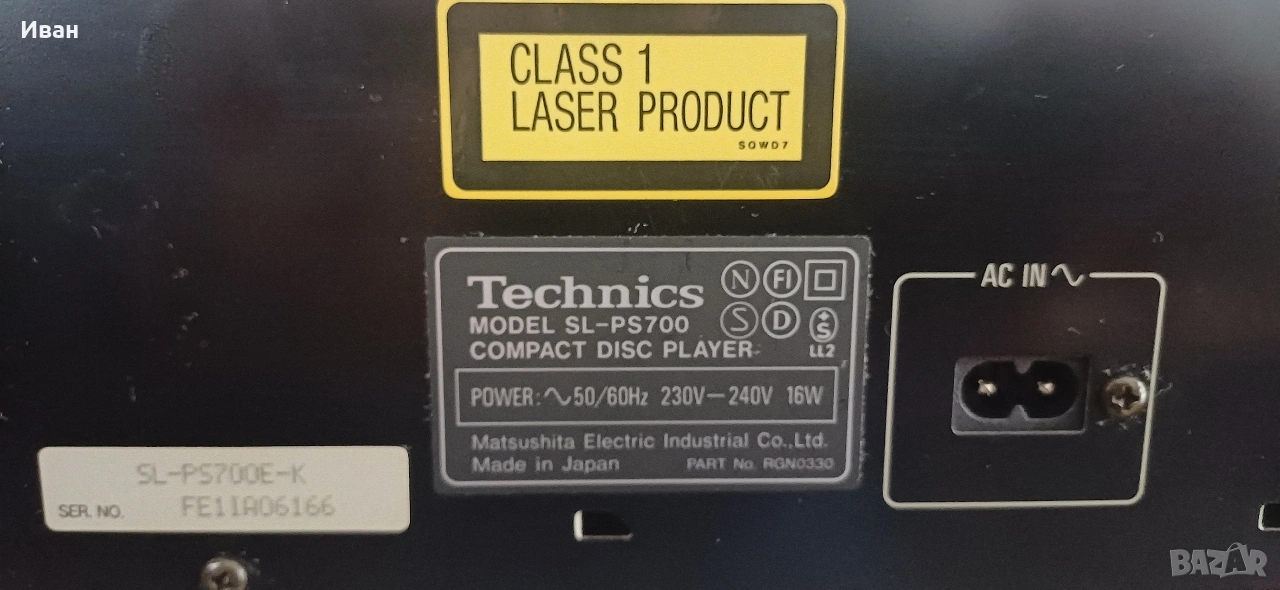 Иван
CLASS 1
LASER PRODUCT
SQWD7
Technics
N FI
MODEL SL-PS700
S D
S
COMPACT DISC PLAYER
LL2
POWER: ∿50/60Hz 230V—240V 16W
Matsushita Electric Industrial Co.,Ltd.
Made in Japan PART No. RGN0330
AC IN ∿
SL-PS700E-K
SER. NO. FE1IA06166
BAZAR